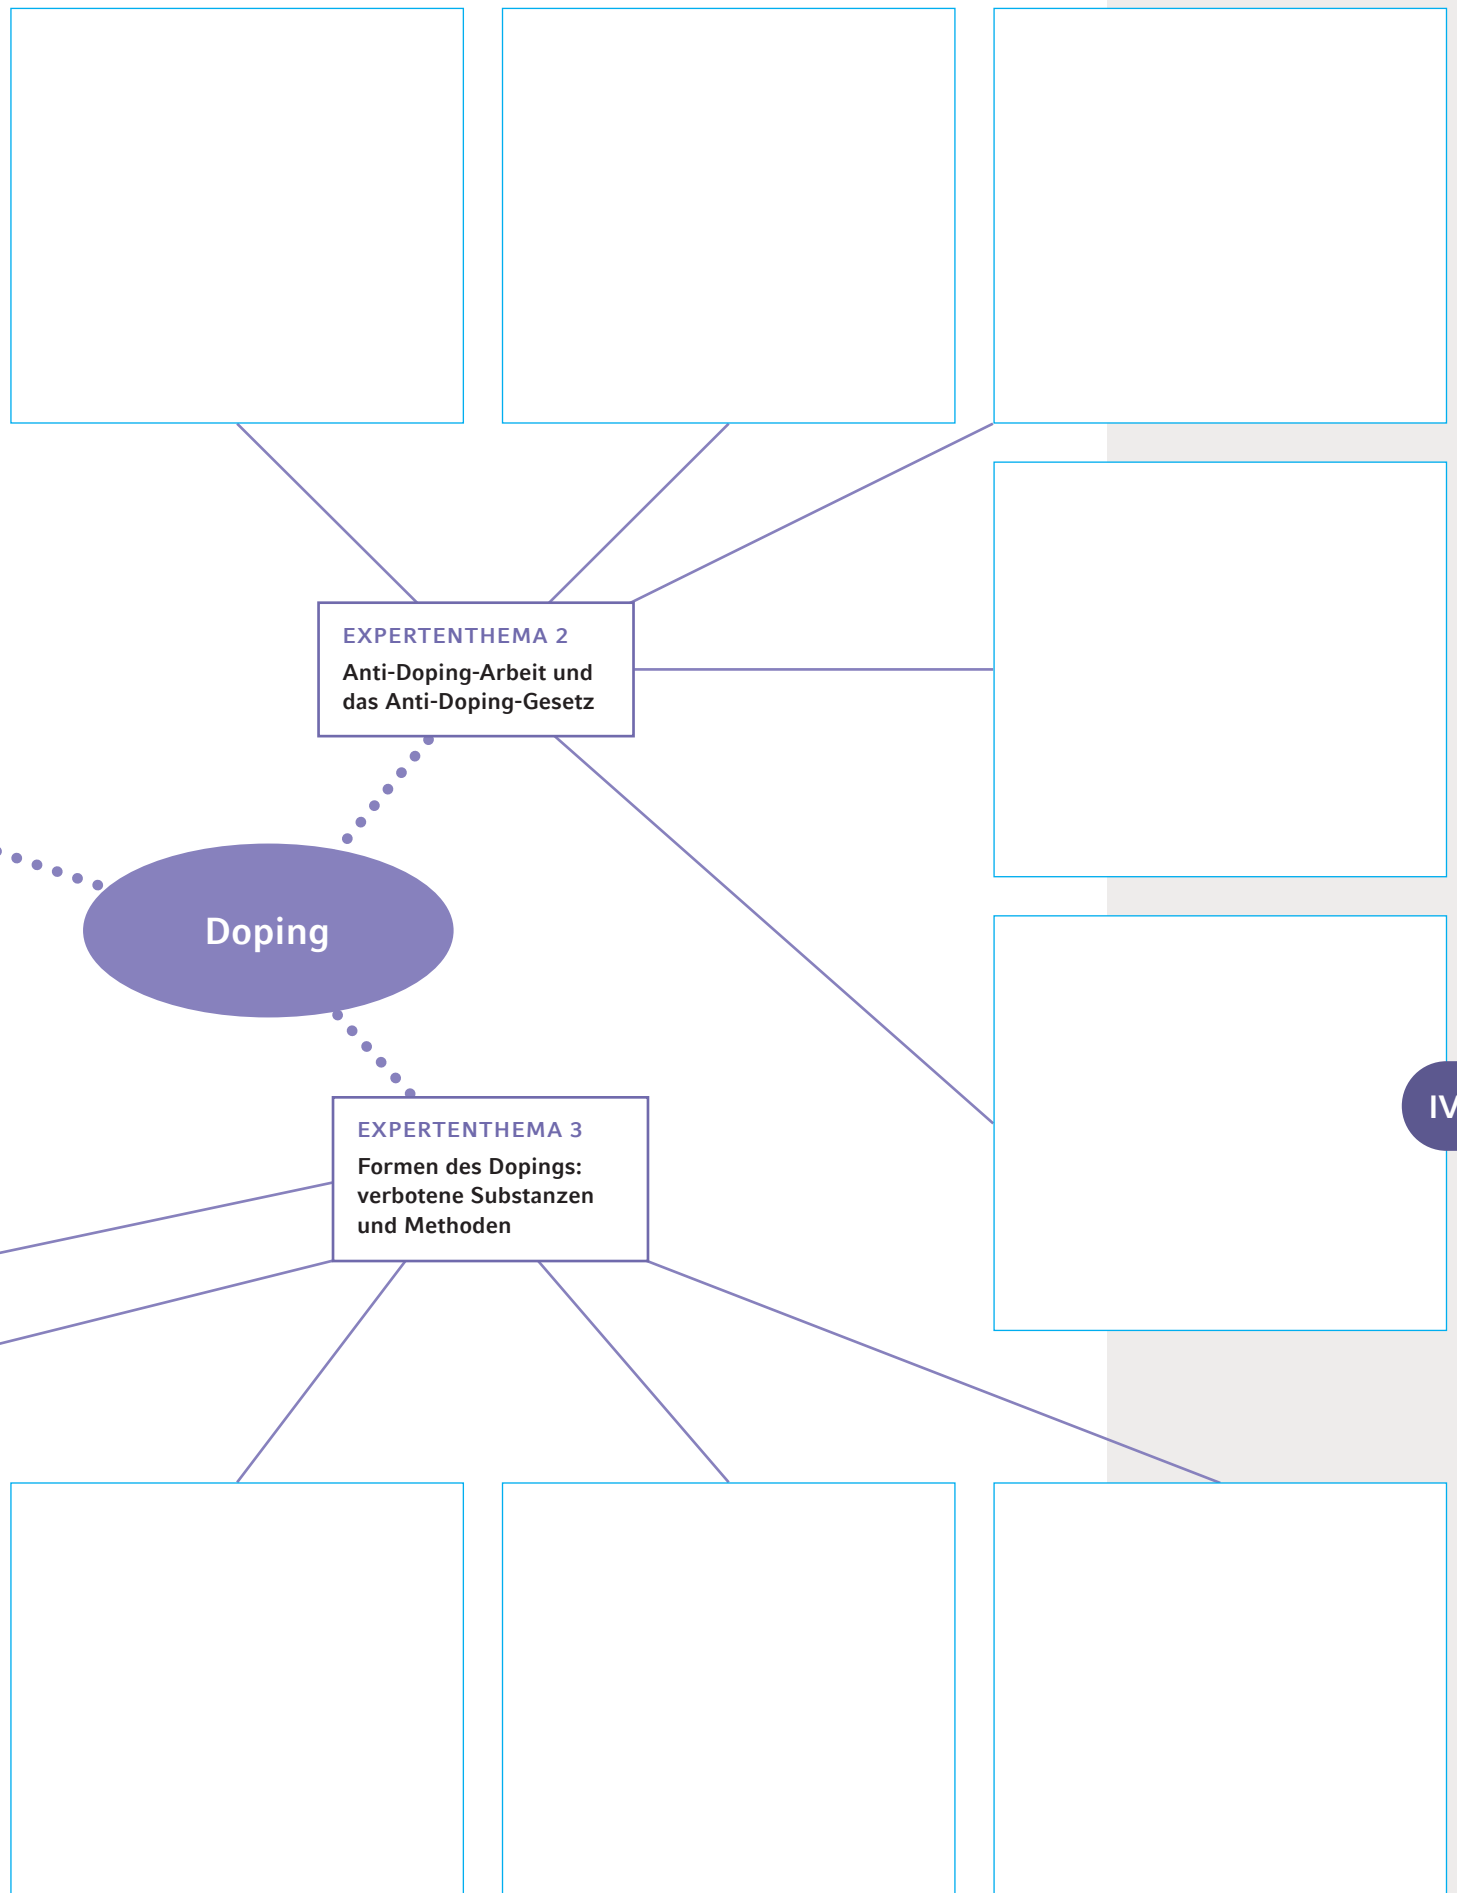 EXPERTENTHEMA 2
Anti-Doping-Arbeit und
das Anti-Doping-Gesetz
Doping
IV
EXPERTENTHEMA 3
Formen des Dopings:
verbotene Substanzen
und Methoden